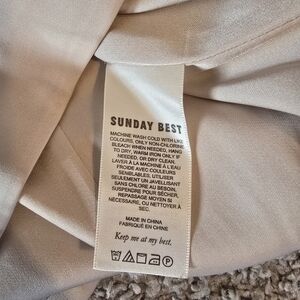 SUNDAY BEST
MACHINE WASH COLD WITH LIKE
COLOURS, ONLY NON-CHLORINE
BLEACH WHEN NEEDED, HANG
TO DRY, WARM IRON ONLY IF
NEEDED, OR DRY CLEAN.
LAVAGE À LA MACHINE À L'EAU
FROIDE AVEC COULEURS
SEMBLABLES, UTILISER
SEULEMENT UN JAVELLISANT
SANS CHLORE AU BESOIN,
SUSPENDRE POUR SÉCHER,
REPASSAGE MOYEN SI
NÉCESSAIRE, OU NETTOYER À
SEC.
MADE IN CHINA
FABRIQUÉ EN CHINE
Keep me at my best.